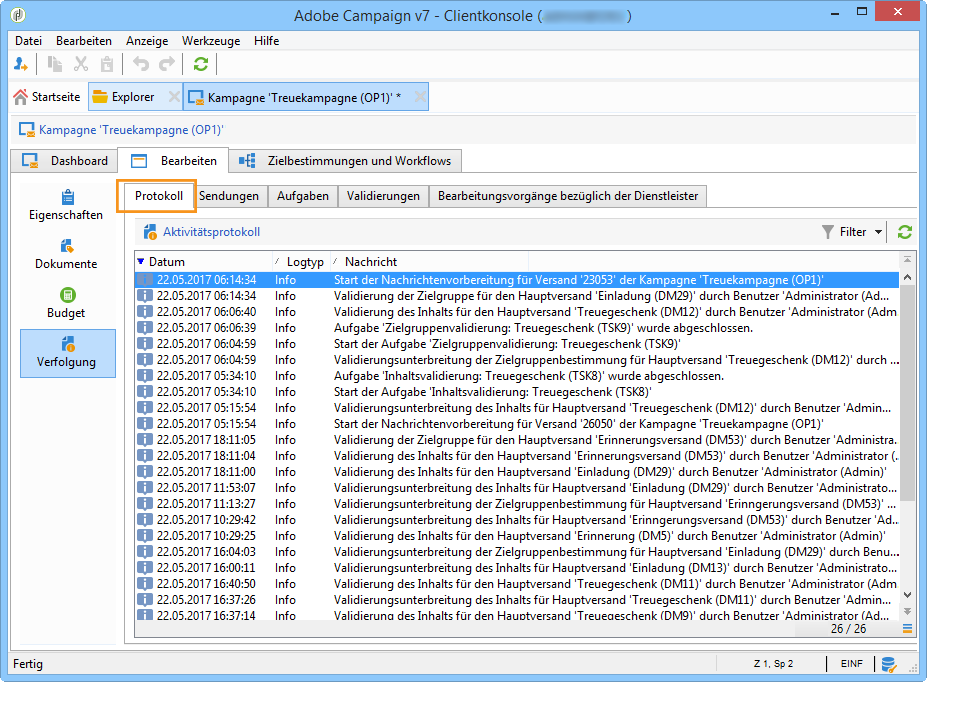 Adobe Campaign v7 - Clientkonsole ( )
Datei Bearbeiten Anzeige Werkzeuge Hilfe
Startseite Explorer Kampagne 'Treuekampagne (OP1)' *
Kampagne 'Treuekampagne (OP1)'
Dashboard Bearbeiten Zielbestimmungen und Workflows
Eigenschaften
Dokumente
Budget
Verfolgung
Protokoll Sendungen Aufgaben Validierungen Bearbeitungsvorgänge bezüglich der Dienstleister
Aktivitätsprotokoll Filter
Datum Logtyp Nachricht
22.05.2017 06:14:34 Info Start der Nachrichtenvorbereitung für Versand '23053' der Kampagne 'Treuekampagne (OP1)'
22.05.2017 06:14:34 Info Validierung der Zielgruppe für den Hauptversand 'Einladung (DM29)' durch Benutzer 'Administrator (Ad...
22.05.2017 06:06:40 Info Validierung des Inhalts für den Hauptversand 'Treuegeschenk (DM12)' durch Benutzer 'Administrator (Adm
22.05.2017 06:06:39 Info Aufgabe 'Zielgruppenvalidierung: Treuegeschenk (TSK9)' wurde abgeschlossen.
22.05.2017 06:04:59 Info Start der Aufgabe 'Zielgruppenvalidierung: Treuegeschenk (TSK9)'
22.05.2017 06:04:59 Info Validierungsunterbreitung der Zielgruppenbestimmung für Hauptversand 'Treuegeschenk (DM12)' durch ...
22.05.2017 05:34:10 Info Aufgabe 'Inhaltsvalidierung: Treuegeschenk (TSK8)' wurde abgeschlossen.
22.05.2017 05:34:10 Info Start der Aufgabe 'Inhaltsvalidierung: Treuegeschenk (TSK8)'
22.05.2017 05:15:54 Info Validierungsunterbreitung des Inhalts für Hauptversand 'Treuegeschenk (DM12)' durch Benutzer 'Admin...
22.05.2017 05:15:54 Info Start der Nachrichtenvorbereitung für Versand '26050' der Kampagne 'Treuekampagne (OP1)'
22.05.2017 18:11:05 Info Validierung der Zielgruppe für den Hauptversand 'Erinnerungsversand (DM53)' durch Benutzer 'Administra.
22.05.2017 18:11:04 Info Validierung des Inhalts für den Hauptversand 'Erinnerungsversand (DM53)' durch Benutzer 'Administrator (..
22.05.2017 18:11:00 Info Validierung des Inhalts für den Hauptversand 'Einladung (DM29)' durch Benutzer 'Administrator (Admin)'
22.05.2017 11:53:07 Info Validierungsunterbreitung des Inhalts für Hauptversand 'Einladung (DM29)' durch Benutzer 'Administrato...
22.05.2017 11:13:27 Info Validierungsunterbreitung der Zielgruppenbestimmung für Hauptversand 'Erinngerungsversand (DM53)' ...
22.05.2017 10:29:42 Info Validierungsunterbreitung des Inhalts für Hauptversand 'Erinngerungsversand (DM53)' durch Benutzer 'Ad...
22.05.2017 10:29:25 Info Validierung des Inhalts für den Hauptversand 'Erinnerung (DM5)' durch Benutzer 'Administrator (Admin)'
22.05.2017 16:04:03 Info Validierungsunterbreitung der Zielgruppenbestimmung für Hauptversand 'Einladung (DM29)' durch Benu...
22.05.2017 16:00:11 Info Validierungsunterbreitung des Inhalts für Hauptversand 'Einladung (DM13)' durch Benutzer 'Administrato...
22.05.2017 16:40:50 Info Validierung des Inhalts für den Hauptversand 'Treuegeschenk (DM11)' durch Benutzer 'Administrator (Adm
22.05.2017 16:37:26 Info Validierungsunterbreitung des Inhalts für Hauptversand 'Treuegeschenk (DM11)' durch Benutzer 'Admin...
22.05.2017 16:37:14 Info Validierung des Inhalts für den Hauptversand 'Treuegeschenk (DM9)' durch Benutzer 'Administrator (Ad...
26 / 26
Fertig Z 1, Sp 2 EINF